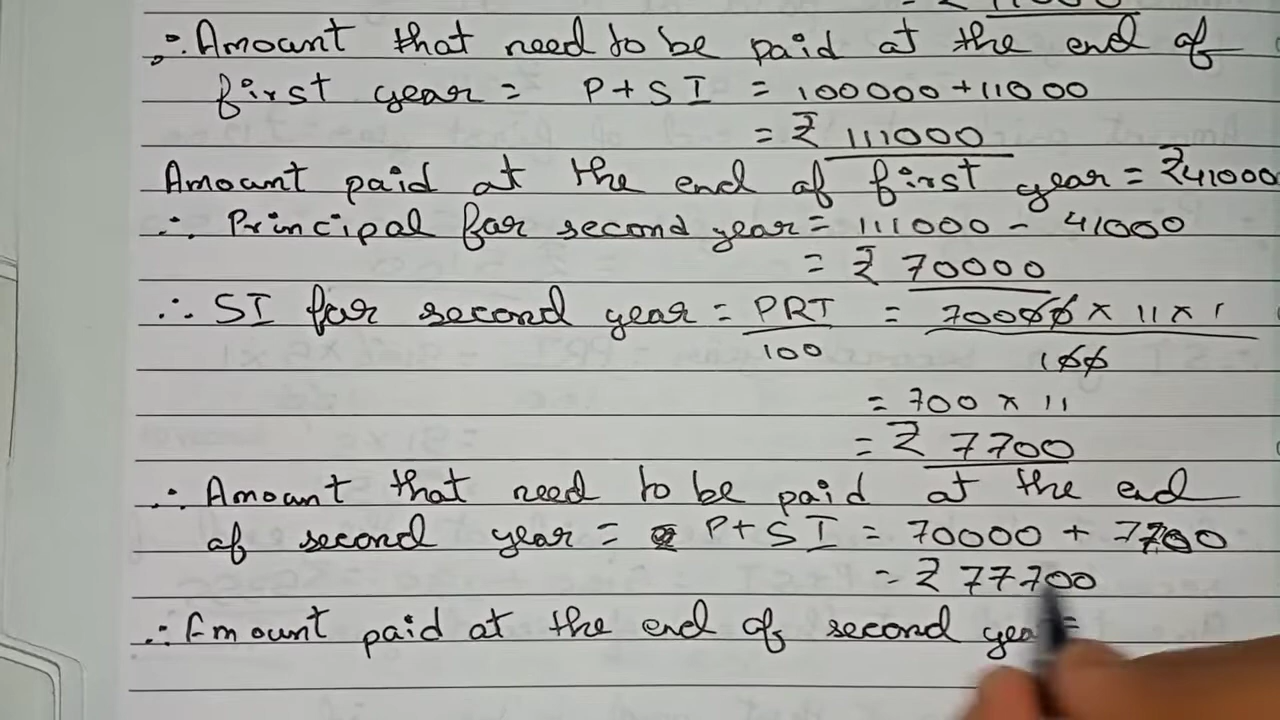 ∴ Amount that need to be paid at the end of
first year = P + SI = 100000 + 11000
= ₹ 111000
Amount paid at the end of first year = ₹41000
∴ Principal for second year = 111000 - 41000
= ₹ 70000
∴ SI for second year = PRT/100 = 70000 × 11 × 1/100
= 700 × 11
= ₹ 7700
∴ Amount that need to be paid at the end
of second year = P + SI = 70000 + 7700
= ₹ 77700
∴ Amount paid at the end of second year =